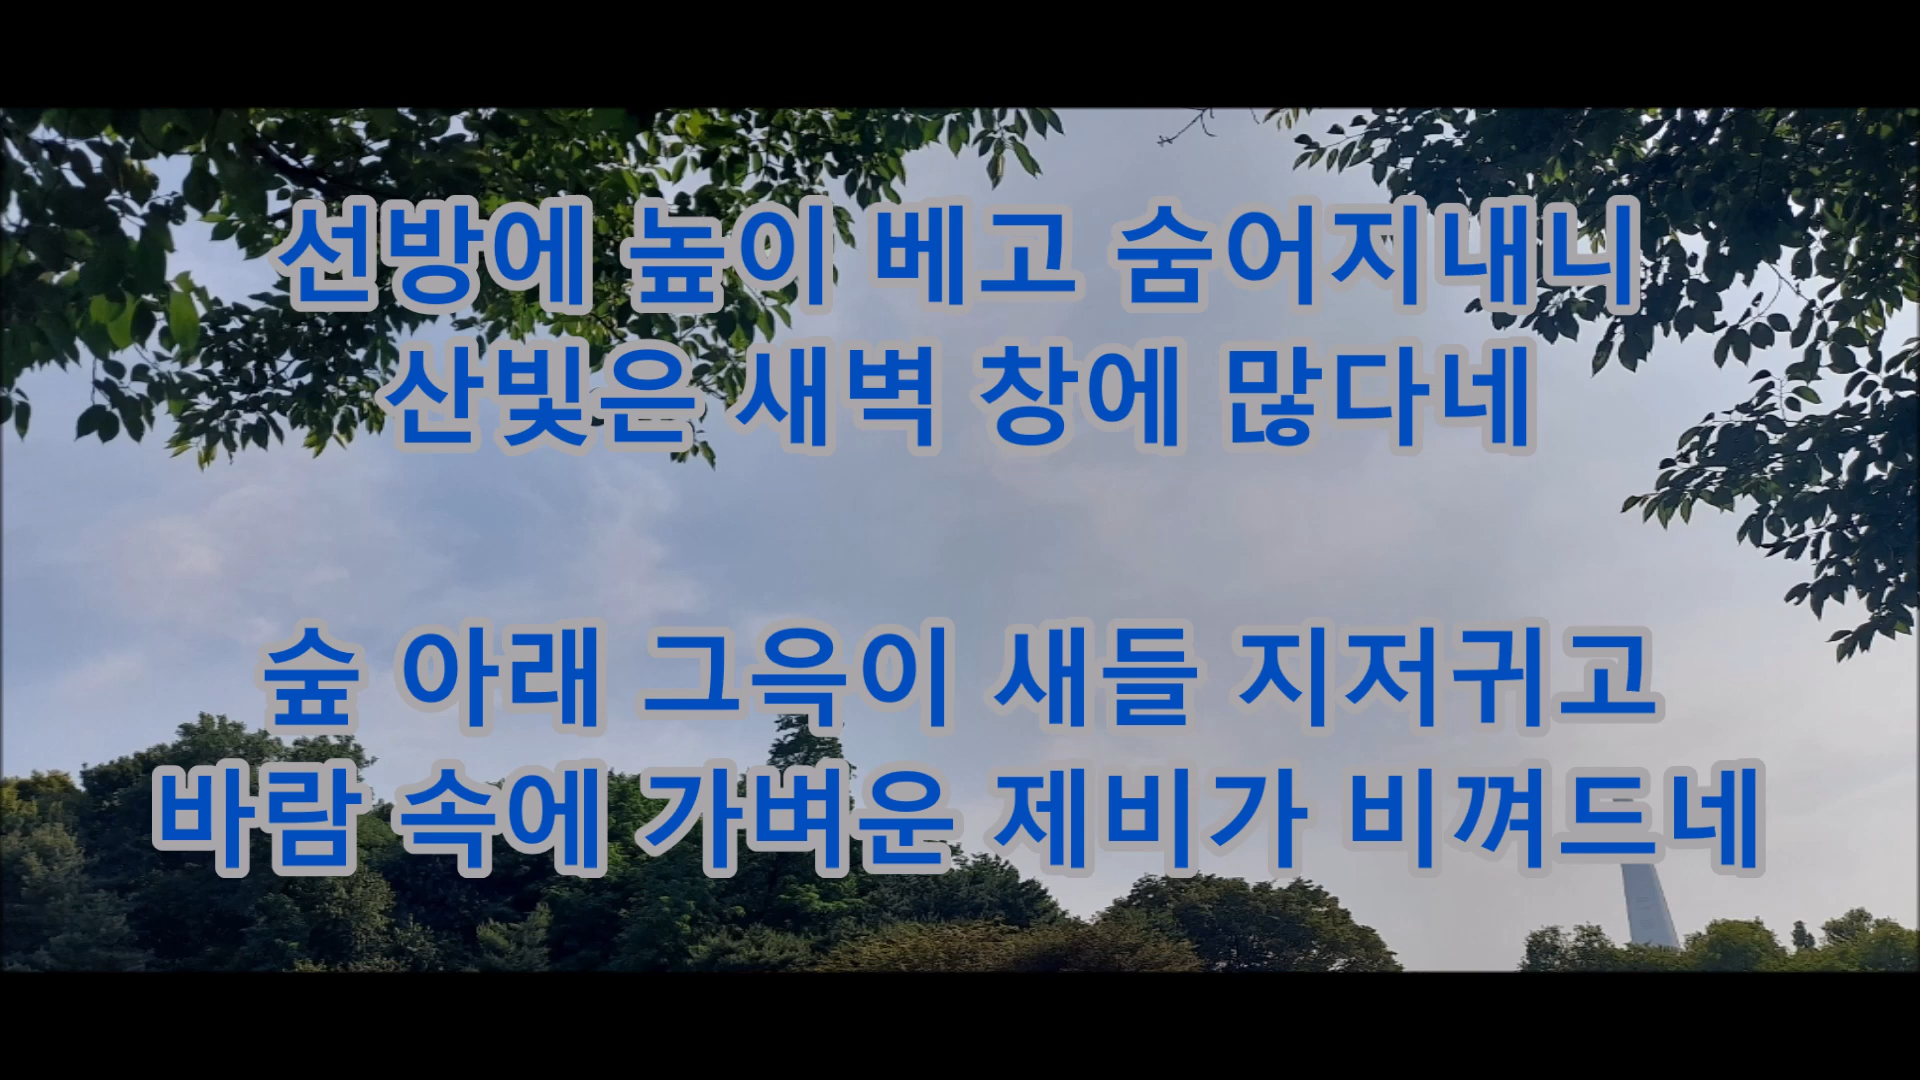 선방에 높이 베고 숨어지내니
산빛은 새벽 창에 많다네
숲 아래 그윽이 새들 지저귀고
바람 속에 가벼운 제비가 비껴드네